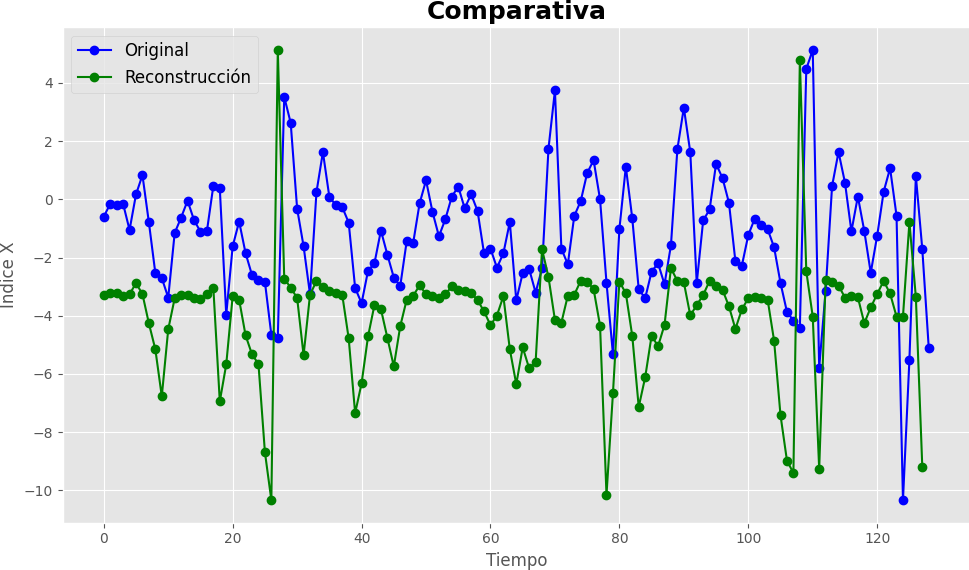 Comparativa
Original
Reconstrucción
4
2
0
−2
−4
−6
−8
−10
Indice X
0 20 40 60 80 100 120
Tiempo